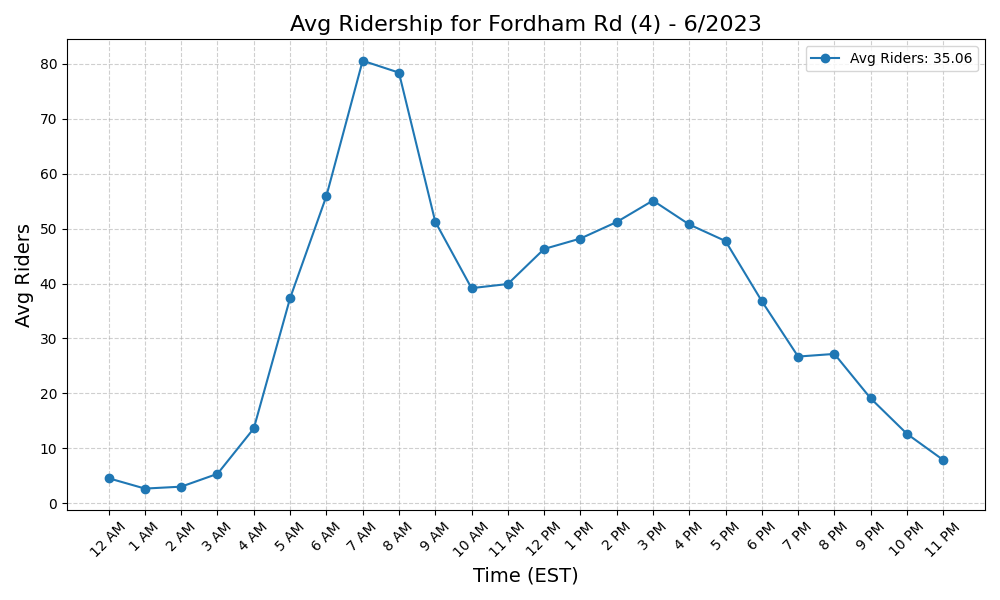 Avg Ridership for Fordham Rd (4) - 6/2023
Avg Riders: 35.06
Avg Riders
80
70
60
50
40
30
20
10
0
12 AM
1 AM
2 AM
3 AM
4 AM
5 AM
6 AM
7 AM
8 AM
9 AM
10 AM
11 AM
12 PM
1 PM
2 PM
3 PM
4 PM
5 PM
6 PM
7 PM
8 PM
9 PM
10 PM
11 PM
Time (EST)